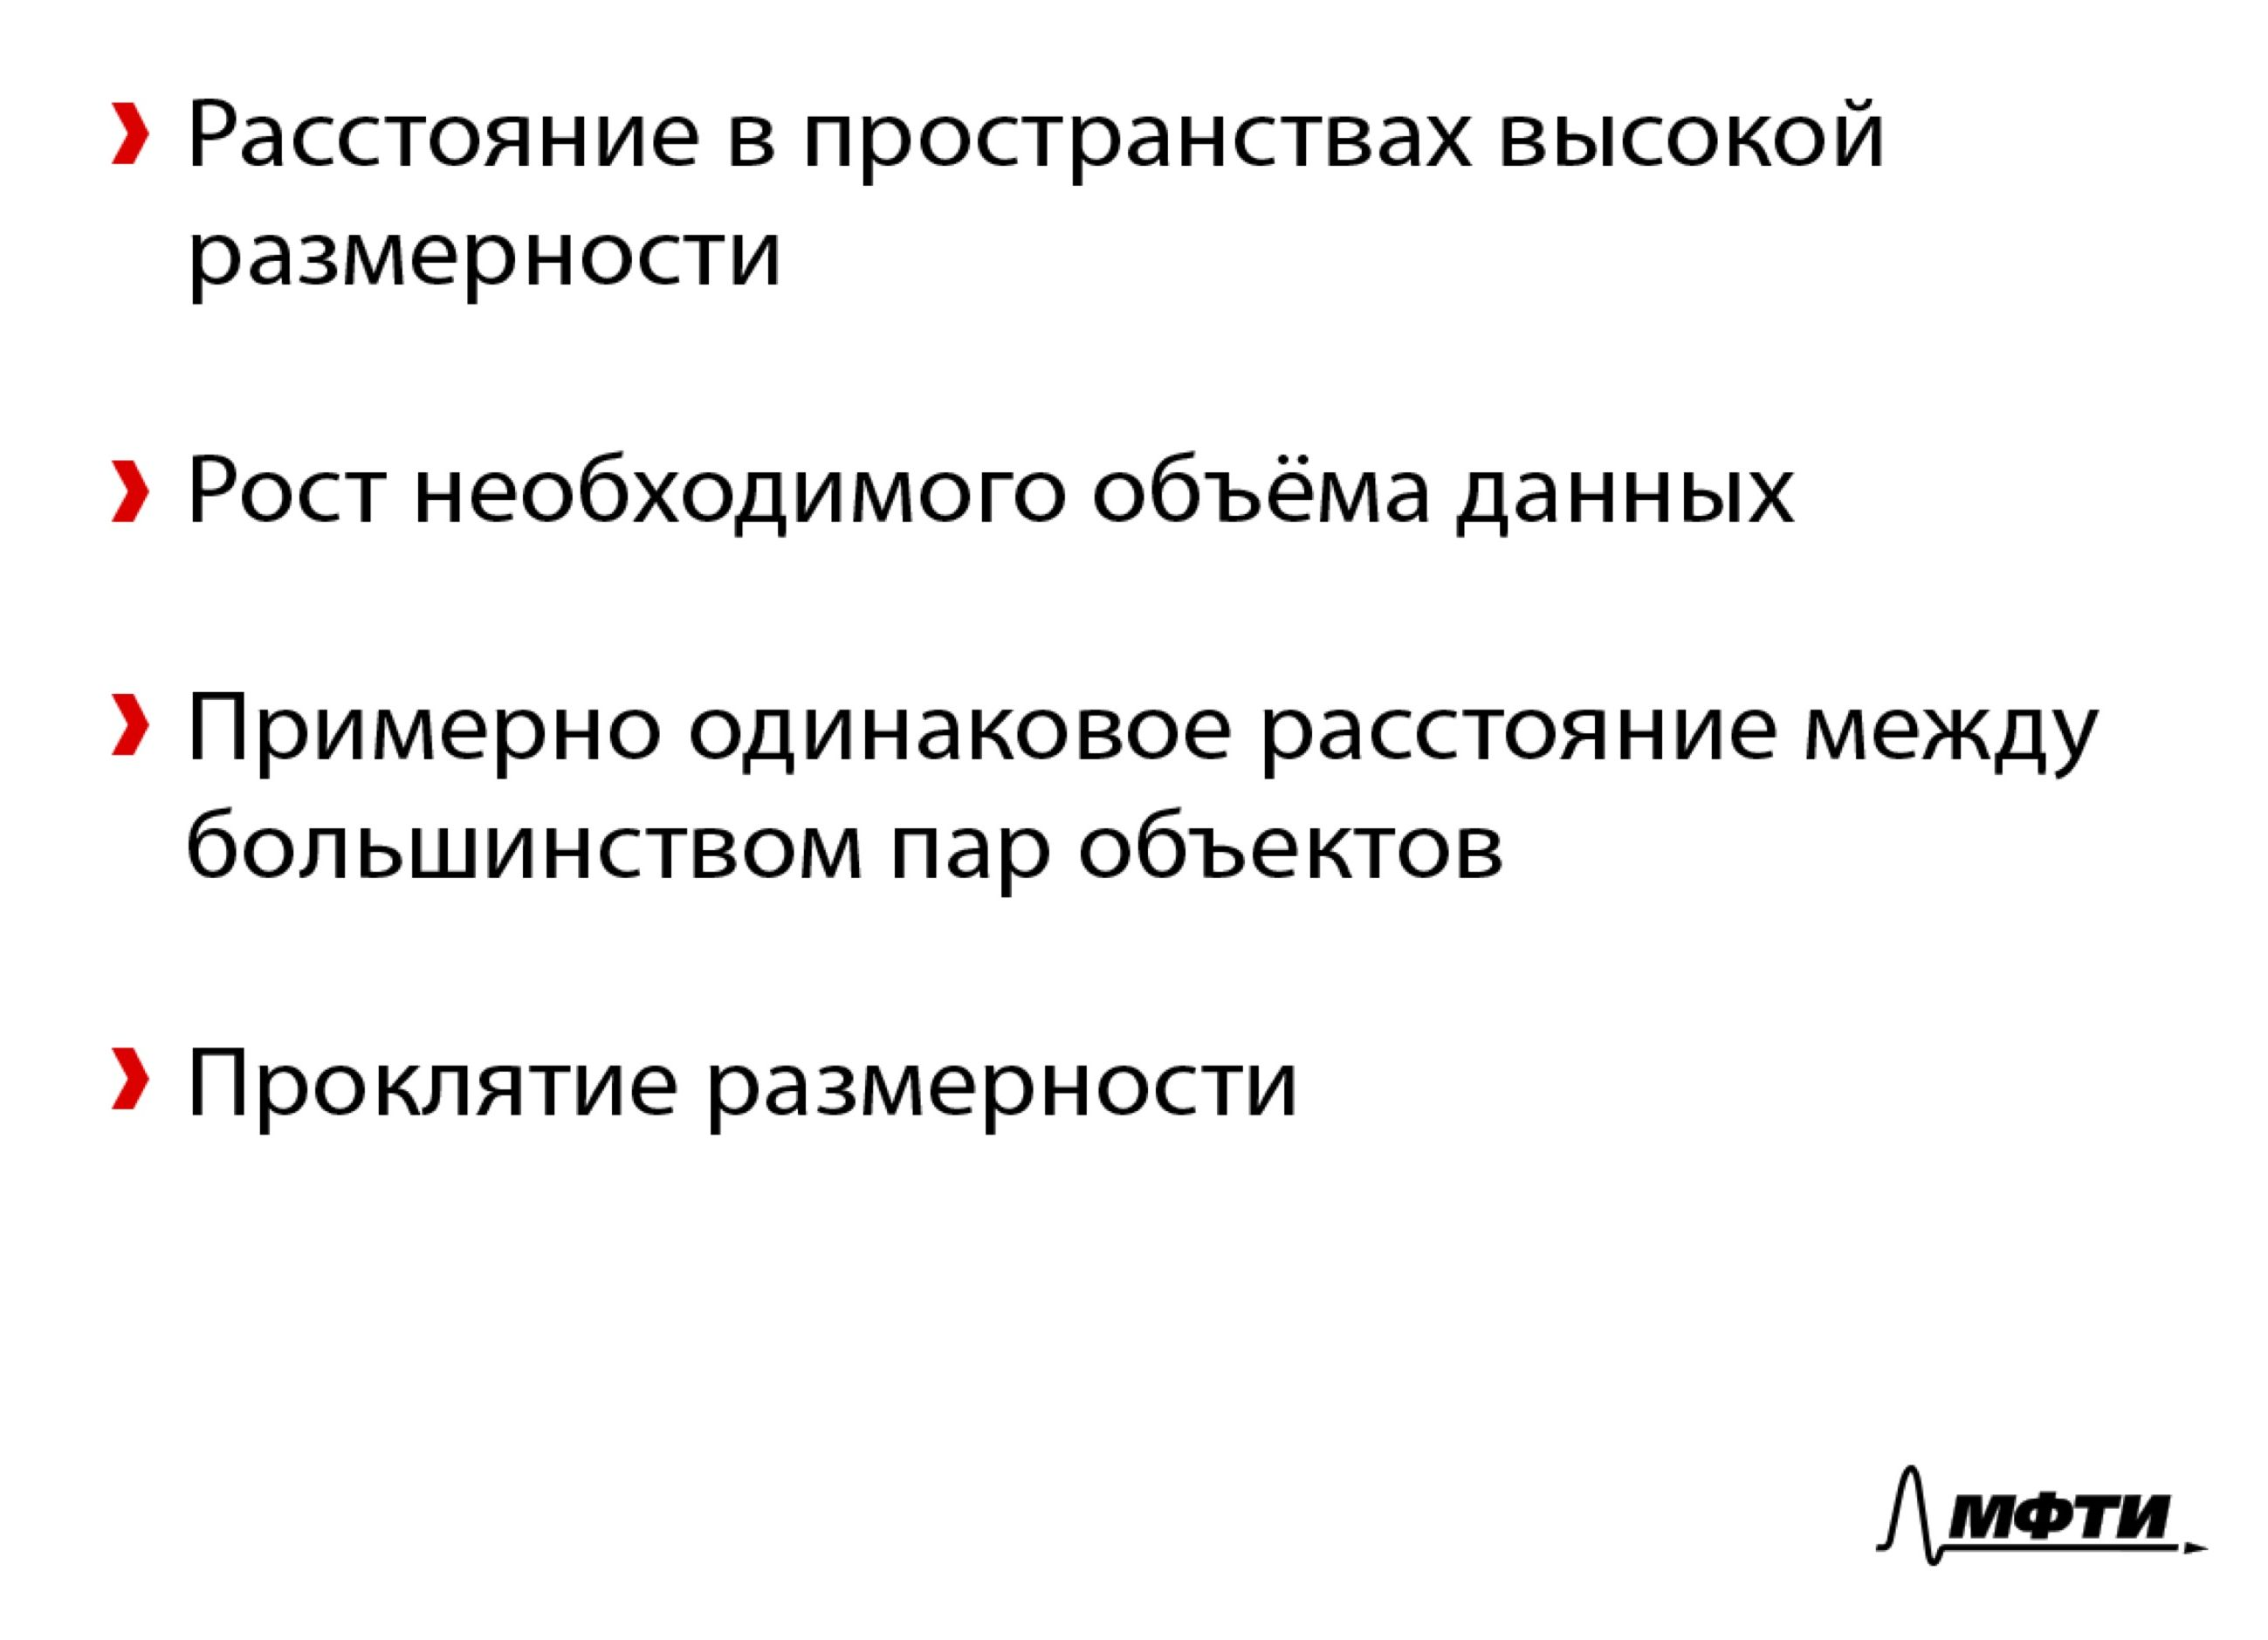 Расстояние в пространствах высокой
размерности
Рост необходимого объёма данных
Примерно одинаковое расстояние между
большинством пар объектов
Проклятие размерности
МФТИ